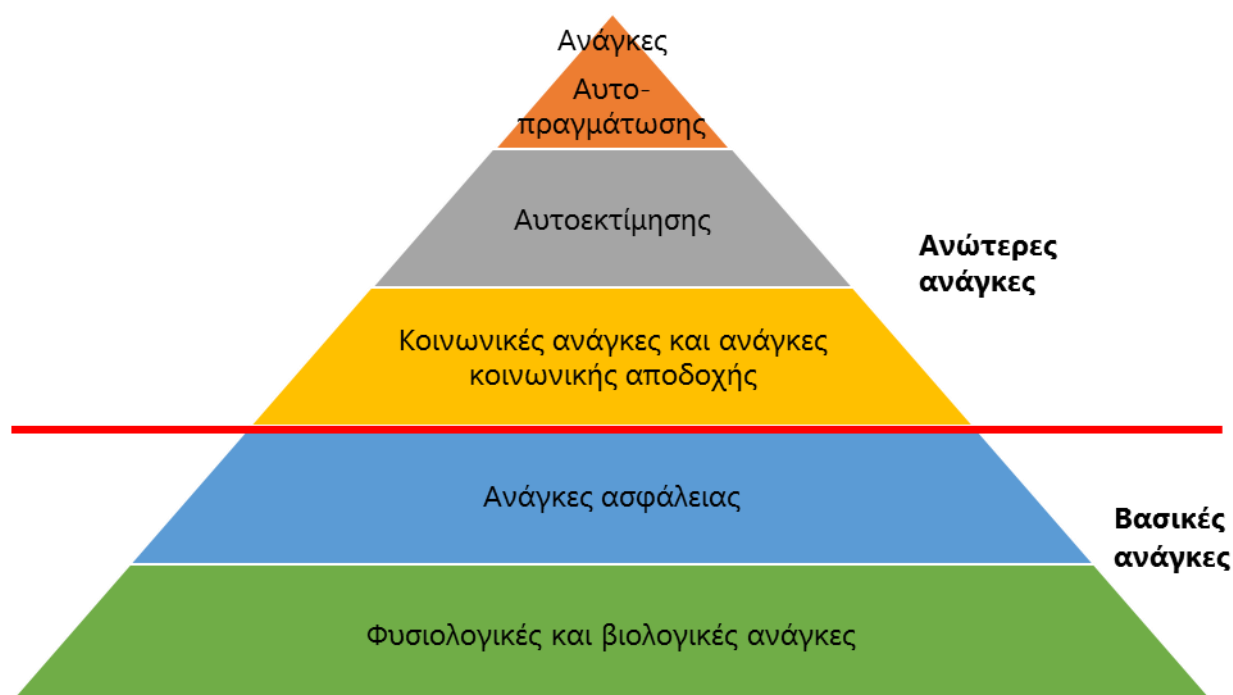 Ανάγκες
Αυτο-
πραγμάτωσης
Αυτοεκτίμησης
Ανώτερες
ανάγκες
Κοινωνικές ανάγκες και ανάγκες
κοινωνικής αποδοχής
Ανάγκες ασφάλειας
Βασικές
ανάγκες
Φυσιολογικές και βιολογικές ανάγκες